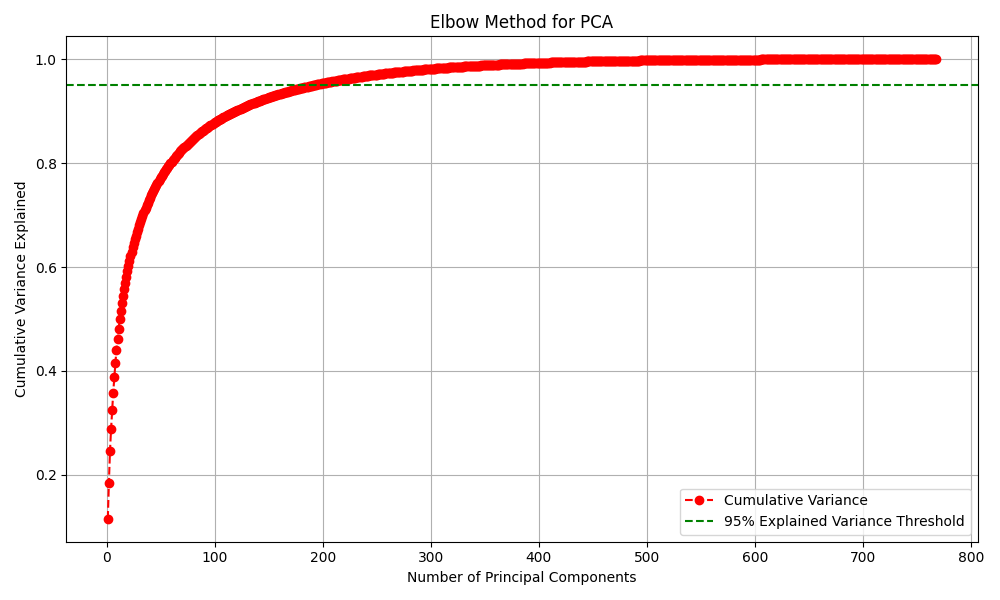 Elbow Method for PCA
Cumulative Variance Explained
1.0
0.8
0.6
0.4
0.2
0 100 200 300 400 500 600 700 800
Number of Principal Components
Cumulative Variance
95% Explained Variance Threshold